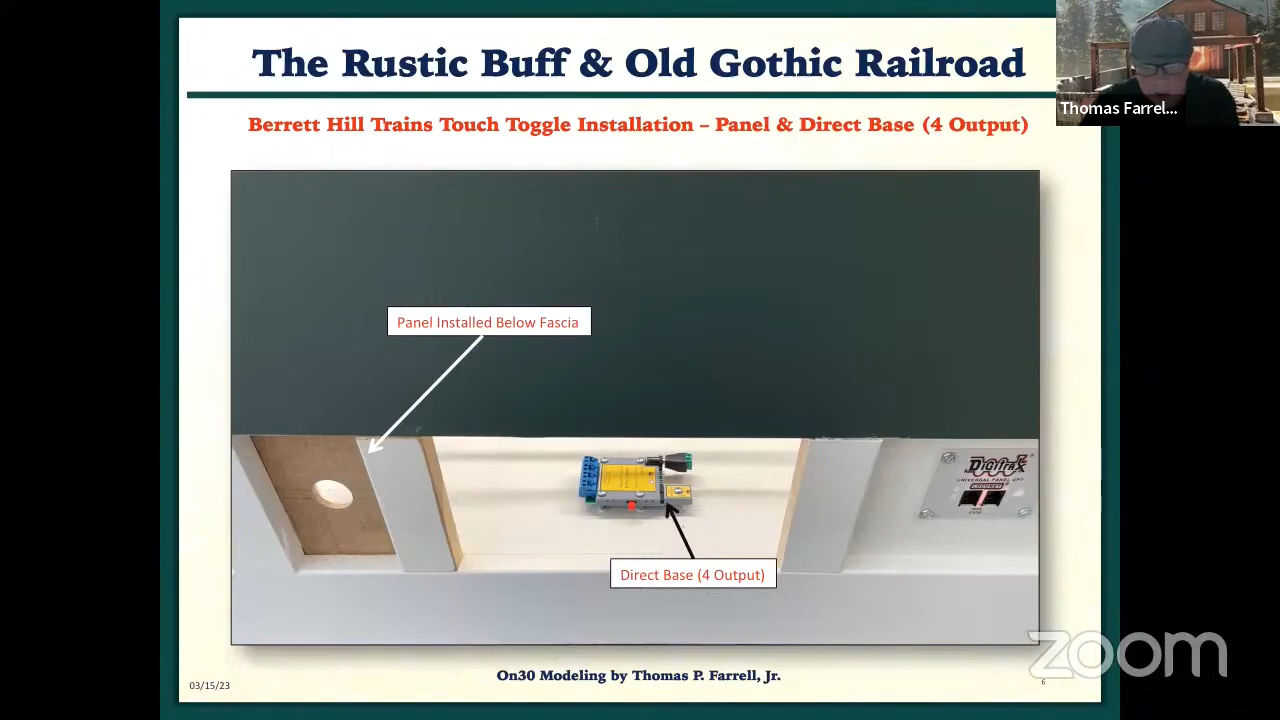 The Rustic Buff & Old Gothic Railroad
Thomas Farrel...
Berrett Hill Trains Touch Toggle Installation – Panel & Direct Base (4 Output)
Panel Installed Below Fascia
DIGITRAX
UNIVERSAL PANEL
LOCONET
Direct Base (4 Output)
zoom
On30 Modeling by Thomas P. Farrell, Jr.
03/15/23
6